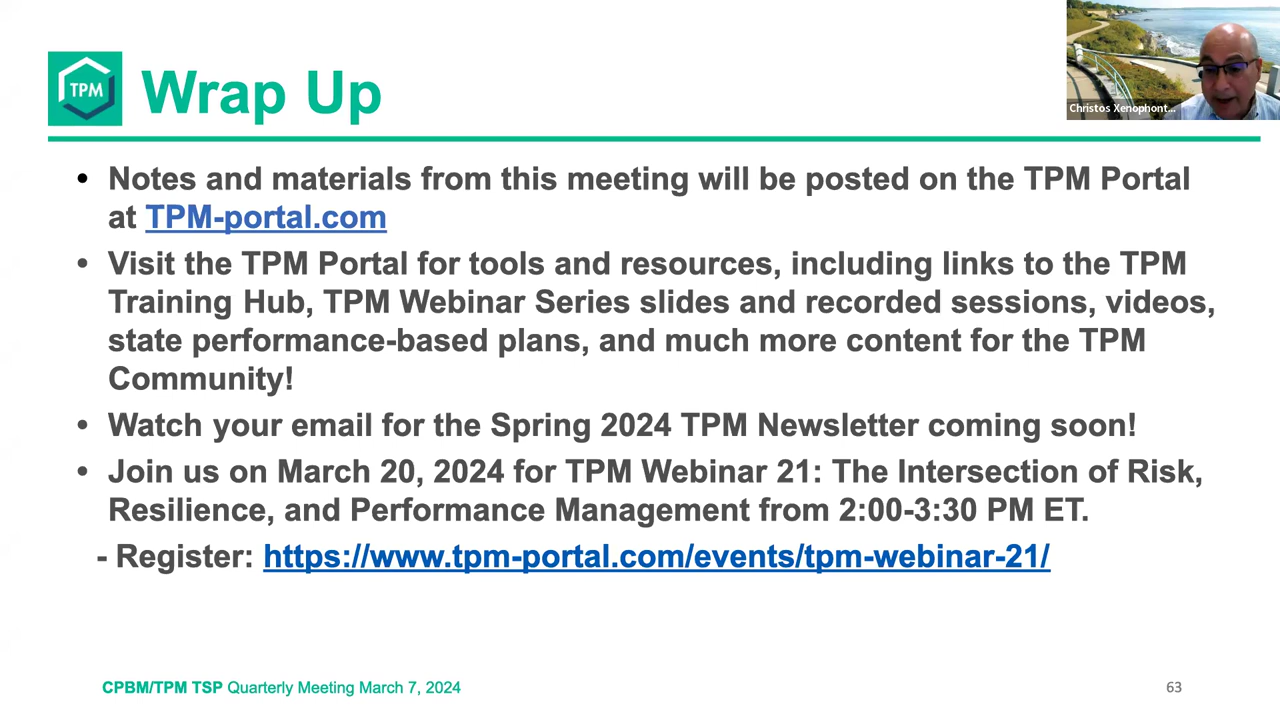 TPM
Wrap Up
Christos Xenophont...
• Notes and materials from this meeting will be posted on the TPM Portal
at TPM-portal.com
• Visit the TPM Portal for tools and resources, including links to the TPM
Training Hub, TPM Webinar Series slides and recorded sessions, videos,
state performance-based plans, and much more content for the TPM
Community!
• Watch your email for the Spring 2024 TPM Newsletter coming soon!
• Join us on March 20, 2024 for TPM Webinar 21: The Intersection of Risk,
Resilience, and Performance Management from 2:00-3:30 PM ET.
- Register: https://www.tpm-portal.com/events/tpm-webinar-21/
CPBM/TPM TSP Quarterly Meeting March 7, 2024
63